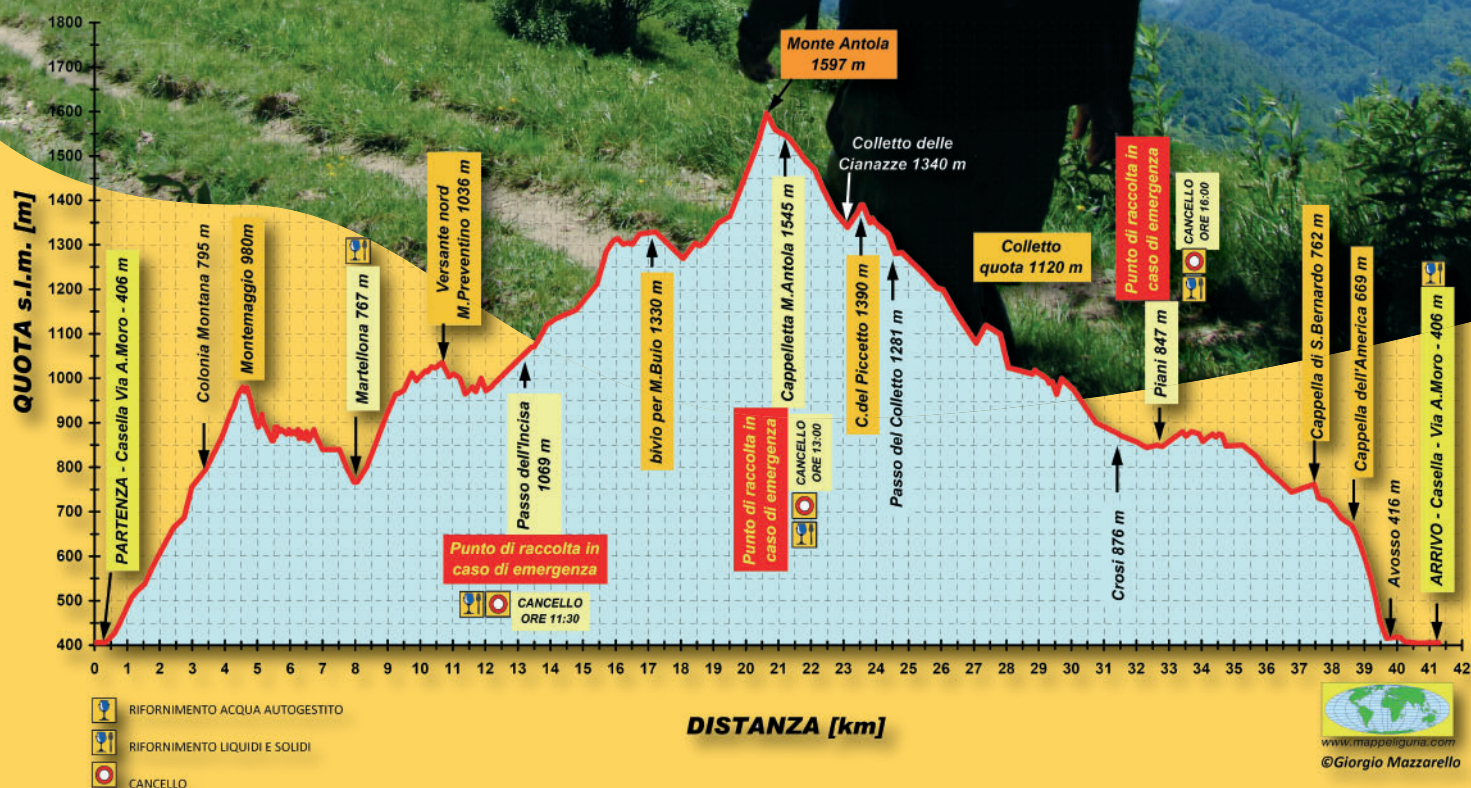 QUOTA s.l.m. [m]
1800
1700
1600
1500
1400
1300
1200
1100
1000
900
800
700
600
500
400
PARTENZA - Casella Via A.Moro - 406 m
Colonia Montana 795 m
Montemaggio 980m
Martellona 767 m
Versante nord
M.Preventino 1036 m
Passo dell'Incisa
1069 m
Punto di raccolta in
caso di emergenza
CANCELLO
ORE 11:30
bivio per M.Buio 1330 m
Monte Antola
1597 m
Cappelletta M.Antola 1545 m
Punto di raccolta in
caso di emergenza
CANCELLO
ORE 13:00
Colletto delle
Cianazze 1340 m
C.del Piccetto 1390 m
Passo del Colletto 1281 m
Colletto
quota 1120 m
Crosi 876 m
Punto di raccolta in
caso di emergenza
CANCELLO
ORE 16:00
Piani 847 m
Cappella di S.Bernardo 762 m
Cappella dell'America 669 m
Avosso 416 m
ARRIVO - Casella - Via A.Moro - 406 m
0 1 2 3 4 5 6 7 8 9 10 11 12 13 14 15 16 17 18 19 20 21 22 23 24 25 26 27 28 29 30 31 32 33 34 35 36 37 38 39 40 41 42
DISTANZA [km]
RIFORNIMENTO ACQUA AUTOGESTITO
RIFORNIMENTO LIQUIDI E SOLIDI
CANCELLO
www.mappeliguria.com
©Giorgio Mazzarello